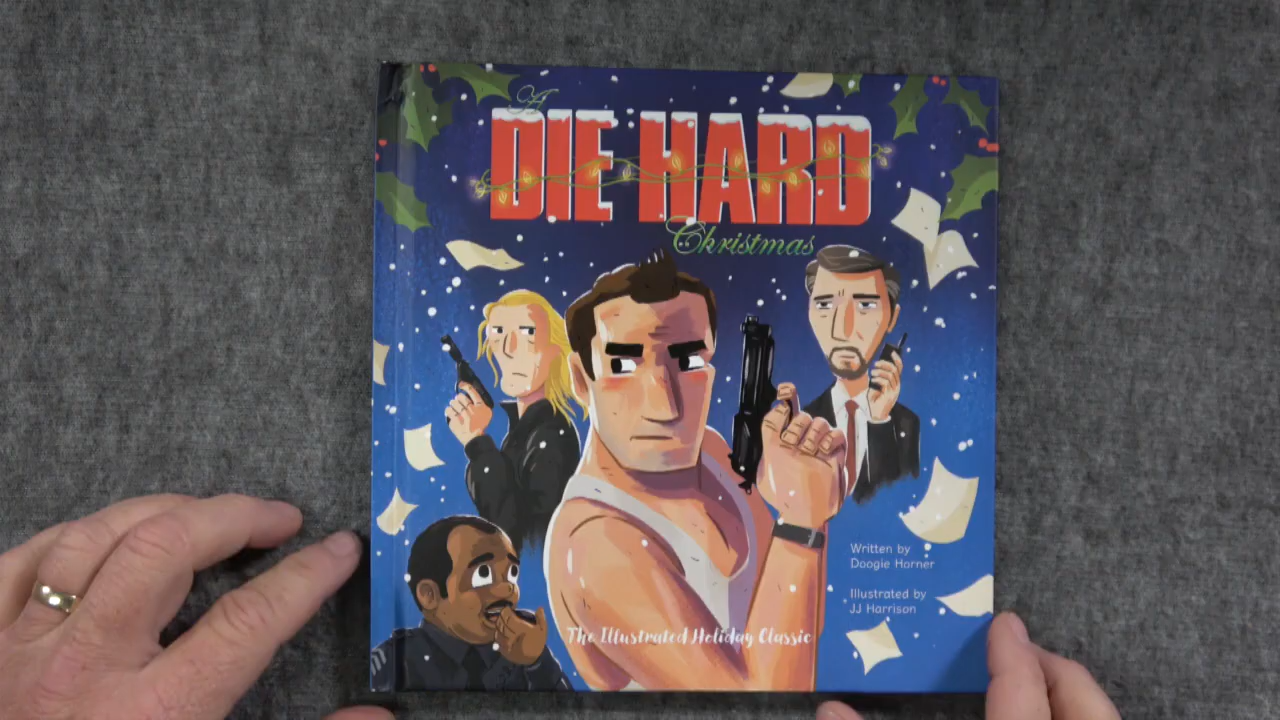 A
DIE HARD
Christmas
Written by
Doogie Horner
Illustrated by
JJ Harrison
The Illustrated Holiday Classic